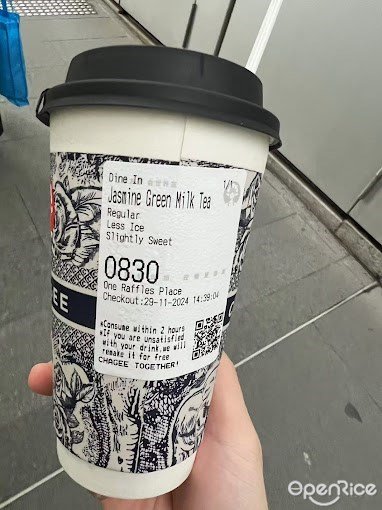 Dine In
Jasmine Green Milk Tea
Regular
Less Ice
Slightly Sweet
0830
One Raffles Place
Checkout:29-11-2024 14:39:04
*Consume within 2 hours
*If you are unsatisfied
with your drink,we will
remake it for free
CHAGEE TOGETHER!
EE
C
OpenRice